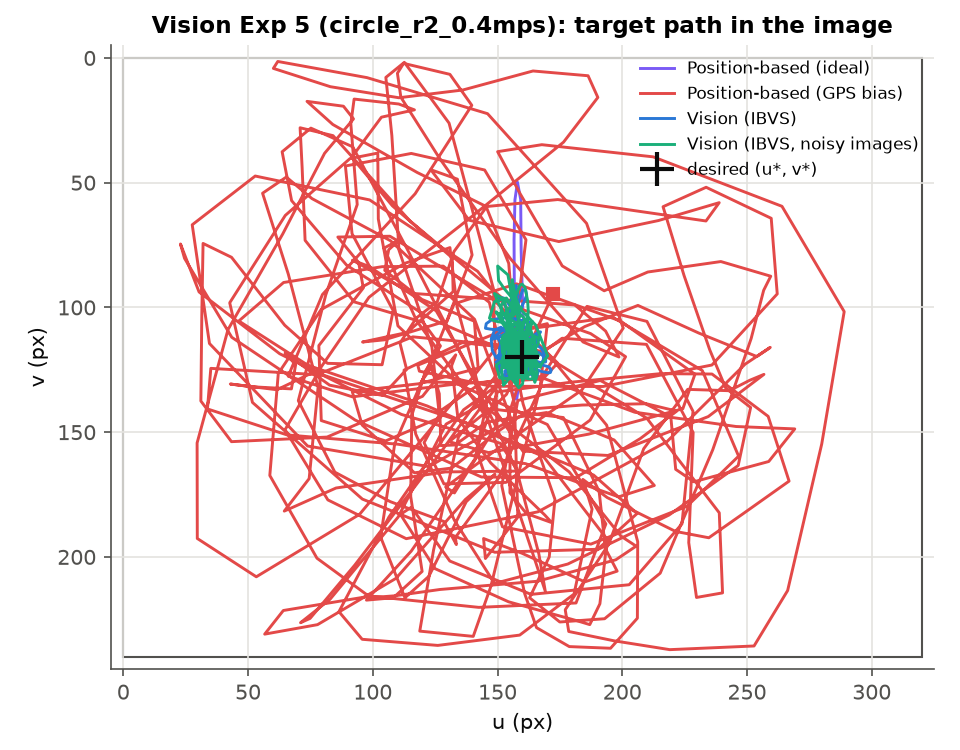 Vision Exp 5 (circle_r2_0.4mps): target path in the image
Position-based (ideal)
Position-based (GPS bias)
Vision (IBVS)
Vision (IBVS, noisy images)
desired (u*, v*)
0
50
100
150
200
v (px)
0
50
100
150
200
250
300
u (px)